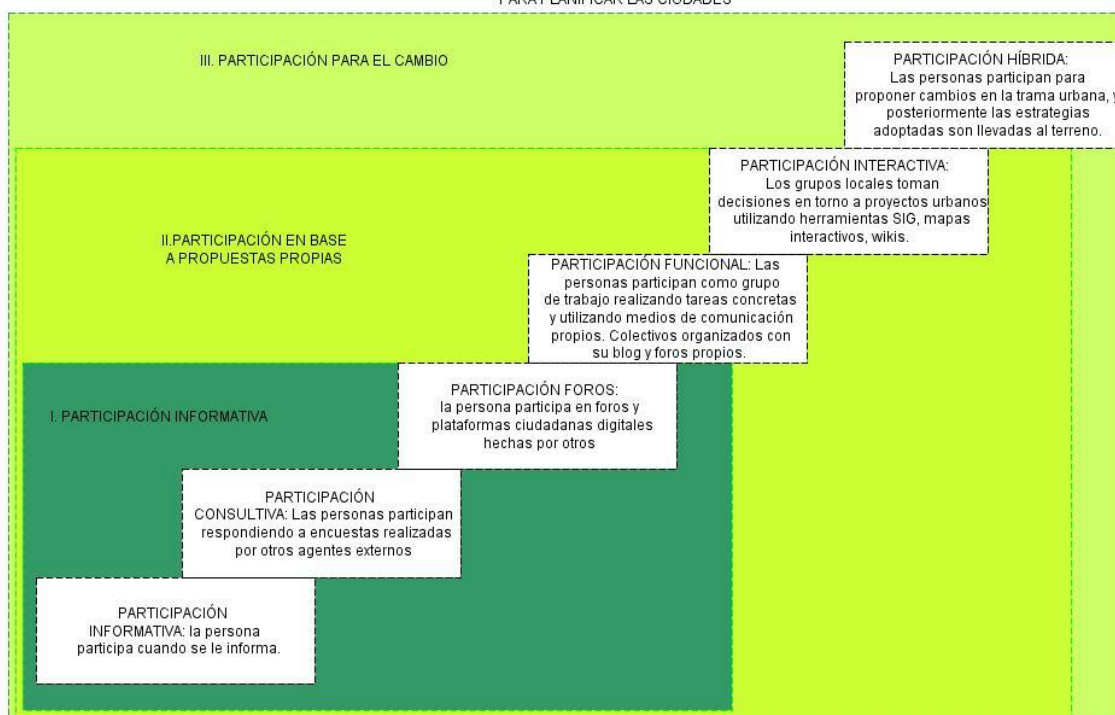 PARA PLANIFICAR LAS CIUDADES
III. PARTICIPACIÓN PARA EL CAMBIO
PARTICIPACIÓN HÍBRIDA:
Las personas participan para
proponer cambios en la trama urbana, y
posteriormente las estrategias
adoptadas son llevadas al terreno.
PARTICIPACIÓN INTERACTIVA:
Los grupos locales toman
decisiones en torno a proyectos urbanos
utilizando herramientas SIG, mapas
interactivos, wikis.
II.PARTICIPACIÓN EN BASE
A PROPUESTAS PROPIAS
PARTICIPACIÓN FUNCIONAL: Las
personas participan como grupo
de trabajo realizando tareas concretas
y utilizando medios de comunicación
propios. Colectivos organizados con
su blog y foros propios.
PARTICIPACIÓN FOROS:
la persona participa en foros y
plataformas ciudadanas digitales
hechas por otros
I. PARTICIPACIÓN INFORMATIVA
PARTICIPACIÓN
CONSULTIVA: Las personas participan
respondiendo a encuestas realizadas
por otros agentes externos
PARTICIPACIÓN
INFORMATIVA: la persona
participa cuando se le informa.